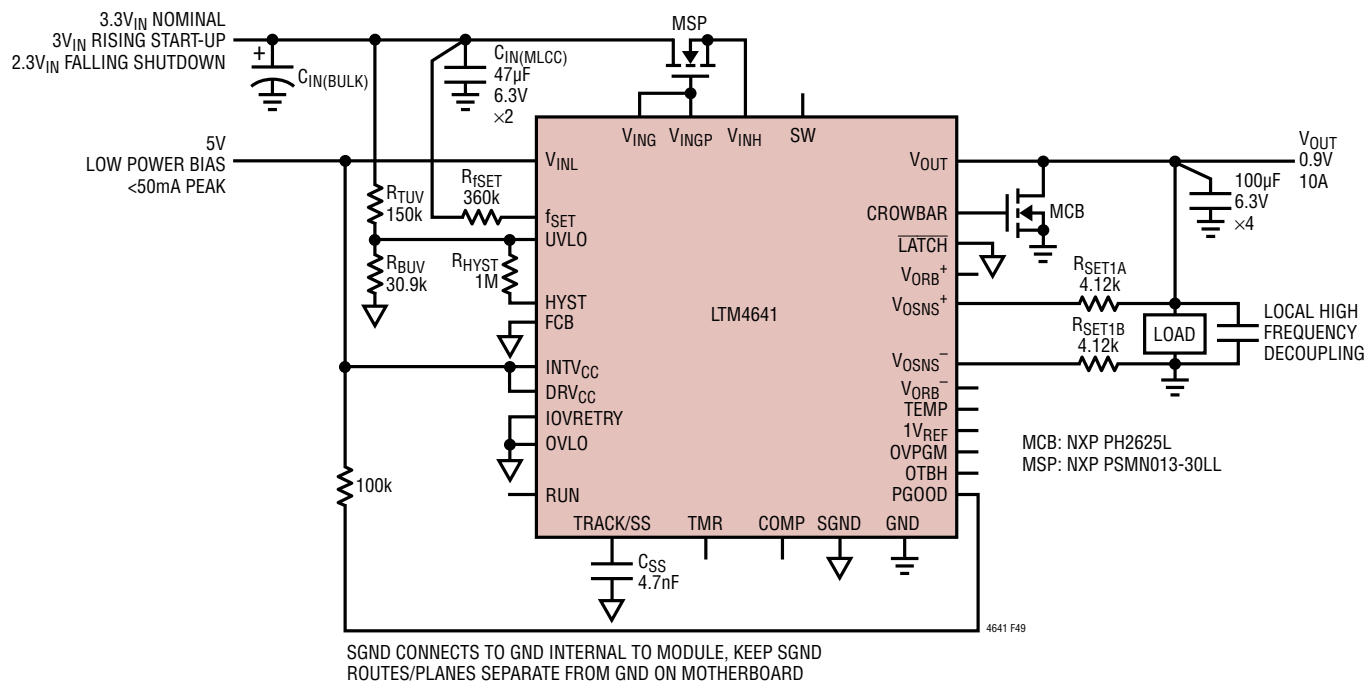 3.3VIN NOMINAL
3VIN RISING START-UP
2.3VIN FALLING SHUTDOWN
+
CIN(BULK)
CIN(MLCC)
47µF
6.3V
×2
MSP
5V
LOW POWER BIAS
<50mA PEAK
RTUV
150k
RfSET
360k
RBUV
30.9k
RHYST
1M
100k
VING
VINGP
VINH
SW
VINL
fSET
UVLO
HYST
FCB
INTVCC
DRVCC
IOVRETRY
OVLO
RUN
LTM4641
TRACK/SS
TMR
COMP
SGND
GND
VOUT
CROWBAR
LATCH
VORB+
VOSNS+
VOSNS–
VORB–
TEMP
1VREF
OVPGM
OTBH
PGOOD
CSS
4.7nF
MCB
VOUT
0.9V
10A
100µF
6.3V
×4
RSET1A
4.12k
RSET1B
4.12k
LOAD
LOCAL HIGH
FREQUENCY
DECOUPLING
MCB: NXP PH2625L
MSP: NXP PSMN013-30LL
4641 F49
SGND CONNECTS TO GND INTERNAL TO MODULE, KEEP SGND
ROUTES/PLANES SEPARATE FROM GND ON MOTHERBOARD